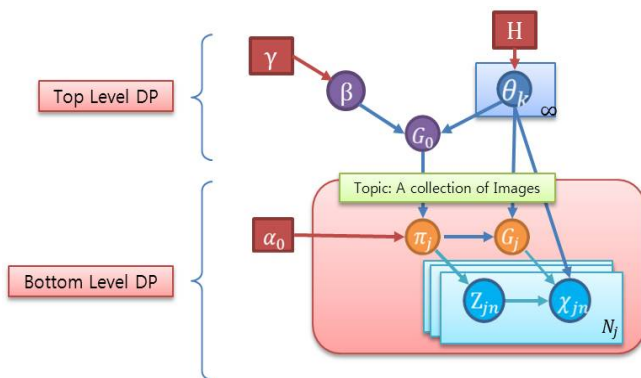 H
γ
Top Level DP
β
θk
∞
G0
Topic: A collection of Images
α0
πj
Gj
Bottom Level DP
Zjn
χjn
Nj